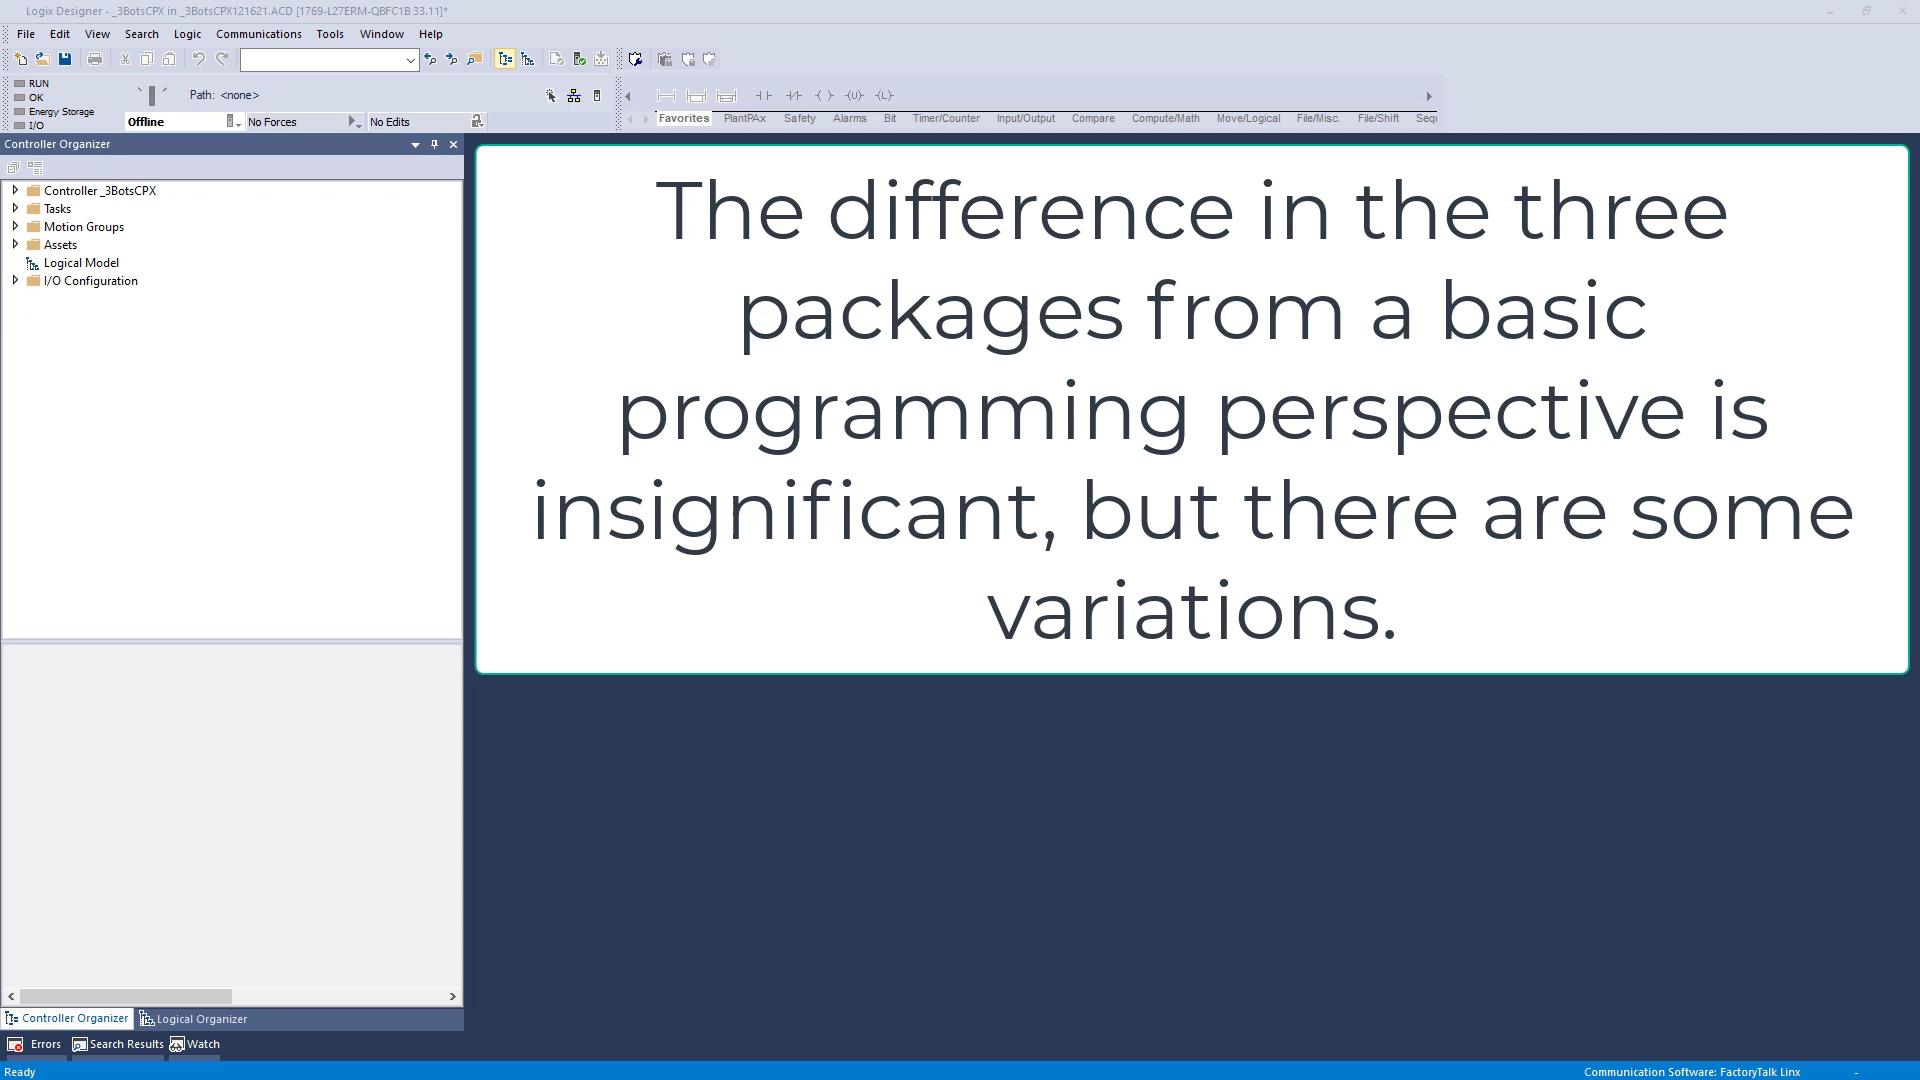 Logix Designer - _3BotsCPX in _3BotsCPX121621.ACD [1769-L27ERM-QBFC1B 33.11]*
File Edit View Search Logic Communications Tools Window Help
RUN
OK
Energy Storage
I/O
Path: <none>
Offline No Forces No Edits
Favorites PlantPAx Safety Alarms Bit Timer/Counter Input/Output Compare Compute/Math Move/Logical File/Misc. File/Shift Sequ
Controller Organizer
Controller _3BotsCPX
Tasks
Motion Groups
Assets
Logical Model
I/O Configuration
The difference in the three
packages from a basic
programming perspective is
insignificant, but there are some
variations.
Controller Organizer Logical Organizer
Errors Search Results Watch
Ready
Communication Software: FactoryTalk Linx -